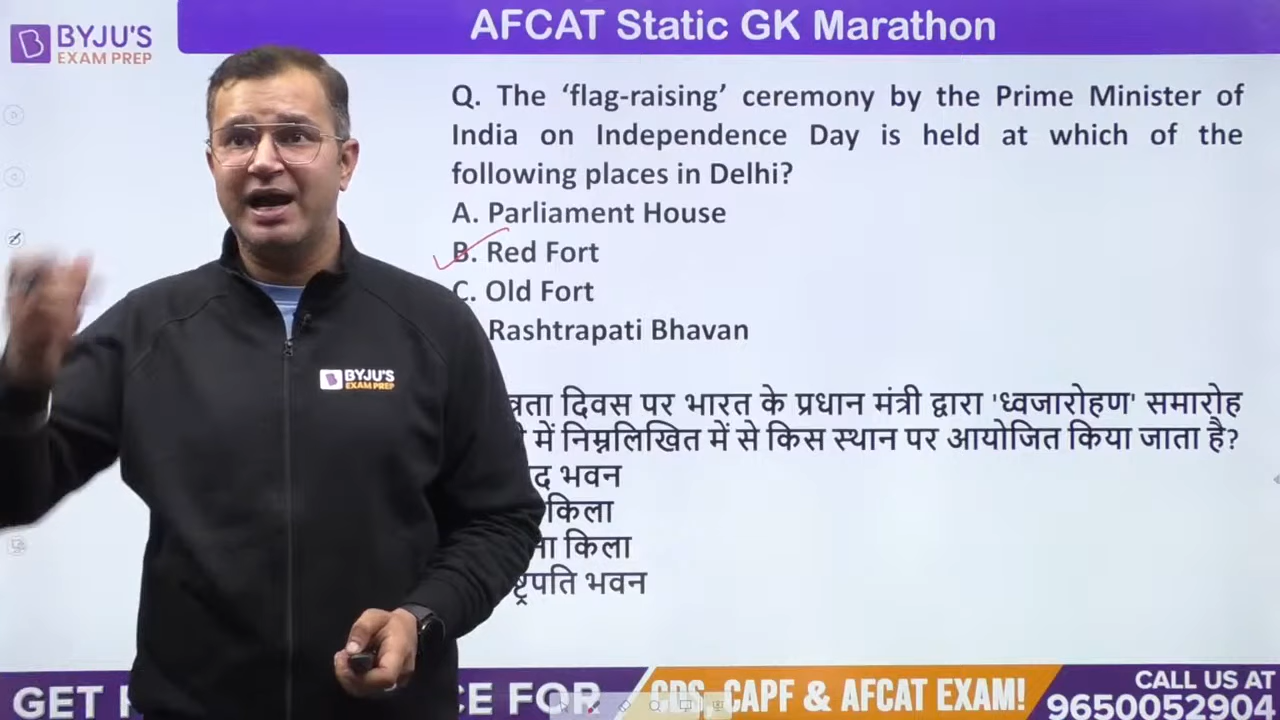 BYJU'S
EXAM PREP
AFCAT Static GK Marathon
Q. The ‘flag-raising’ ceremony by the Prime Minister of
India on Independence Day is held at which of the
following places in Delhi?
A. Parliament House
B. Red Fort
C. Old Fort
Rashtrapati Bhavan
BYJU'S
EXAM PREP
दिवस पर भारत के प्रधान मंत्री द्वारा 'ध्वजारोहण' समारोह
में निम्नलिखित में से किस स्थान पर आयोजित किया जाता है?
भवन
किला
किला
भवन
GET FOR CDS, CAPF & AFCAT EXAM!
CALL US AT
9650052904